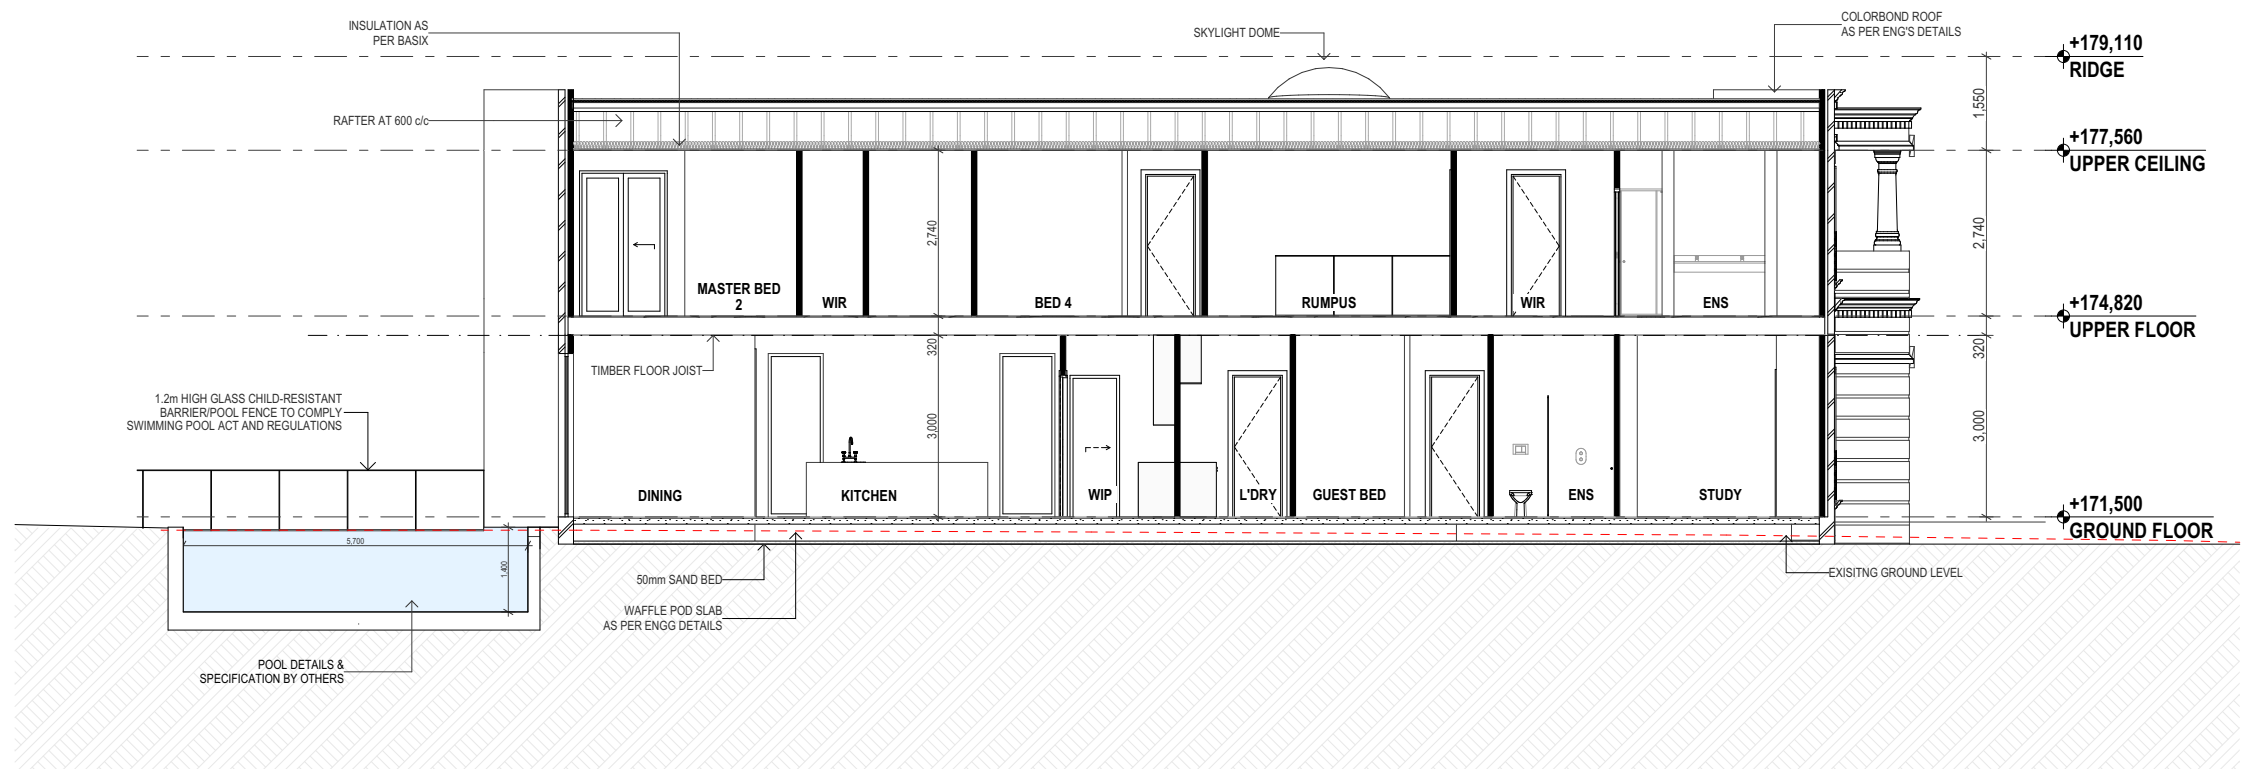 INSULATION AS
PER BASIX
SKYLIGHT DOME
COLORBOND ROOF
AS PER ENG'S DETAILS
+179,110
RIDGE
1,550
RAFTER AT 600 c/c
+177,560
UPPER CEILING
2,740
2,740
MASTER BED
2
WIR
BED 4
RUMPUS
WIR
ENS
+174,820
UPPER FLOOR
320
320
TIMBER FLOOR JOIST
1.2m HIGH GLASS CHILD-RESISTANT
BARRIER/POOL FENCE TO COMPLY
SWIMMING POOL ACT AND REGULATIONS
3,000
3,000
DINING
KITCHEN
WIP
L'DRY
GUEST BED
ENS
STUDY
+171,500
GROUND FLOOR
5,700
1,400
50mm SAND BED
EXISITNG GROUND LEVEL
WAFFLE POD SLAB
AS PER ENGG DETAILS
POOL DETAILS &
SPECIFICATION BY OTHERS